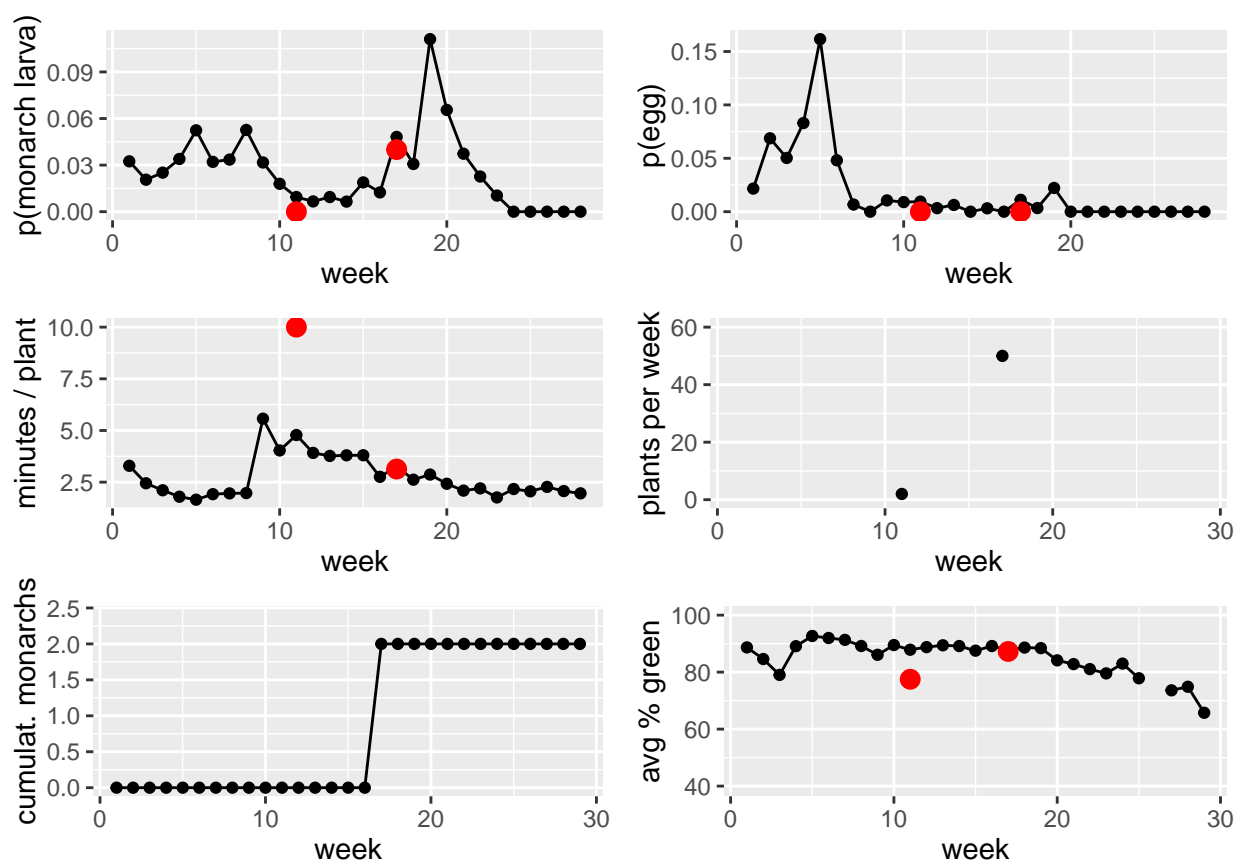 p(monarch larva)
0.09
0.06
0.03
0.00
0 10 20
week
p(egg)
0.15
0.10
0.05
0.00
0 10 20
week
minutes / plant
10.0
7.5
5.0
2.5
0 10 20
week
plants per week
60
40
20
0
0 10 20 30
week
cumulat. monarchs
2.5
2.0
1.5
1.0
0.5
0.0
0 10 20 30
week
avg % green
100
80
60
40
0 10 20 30
week